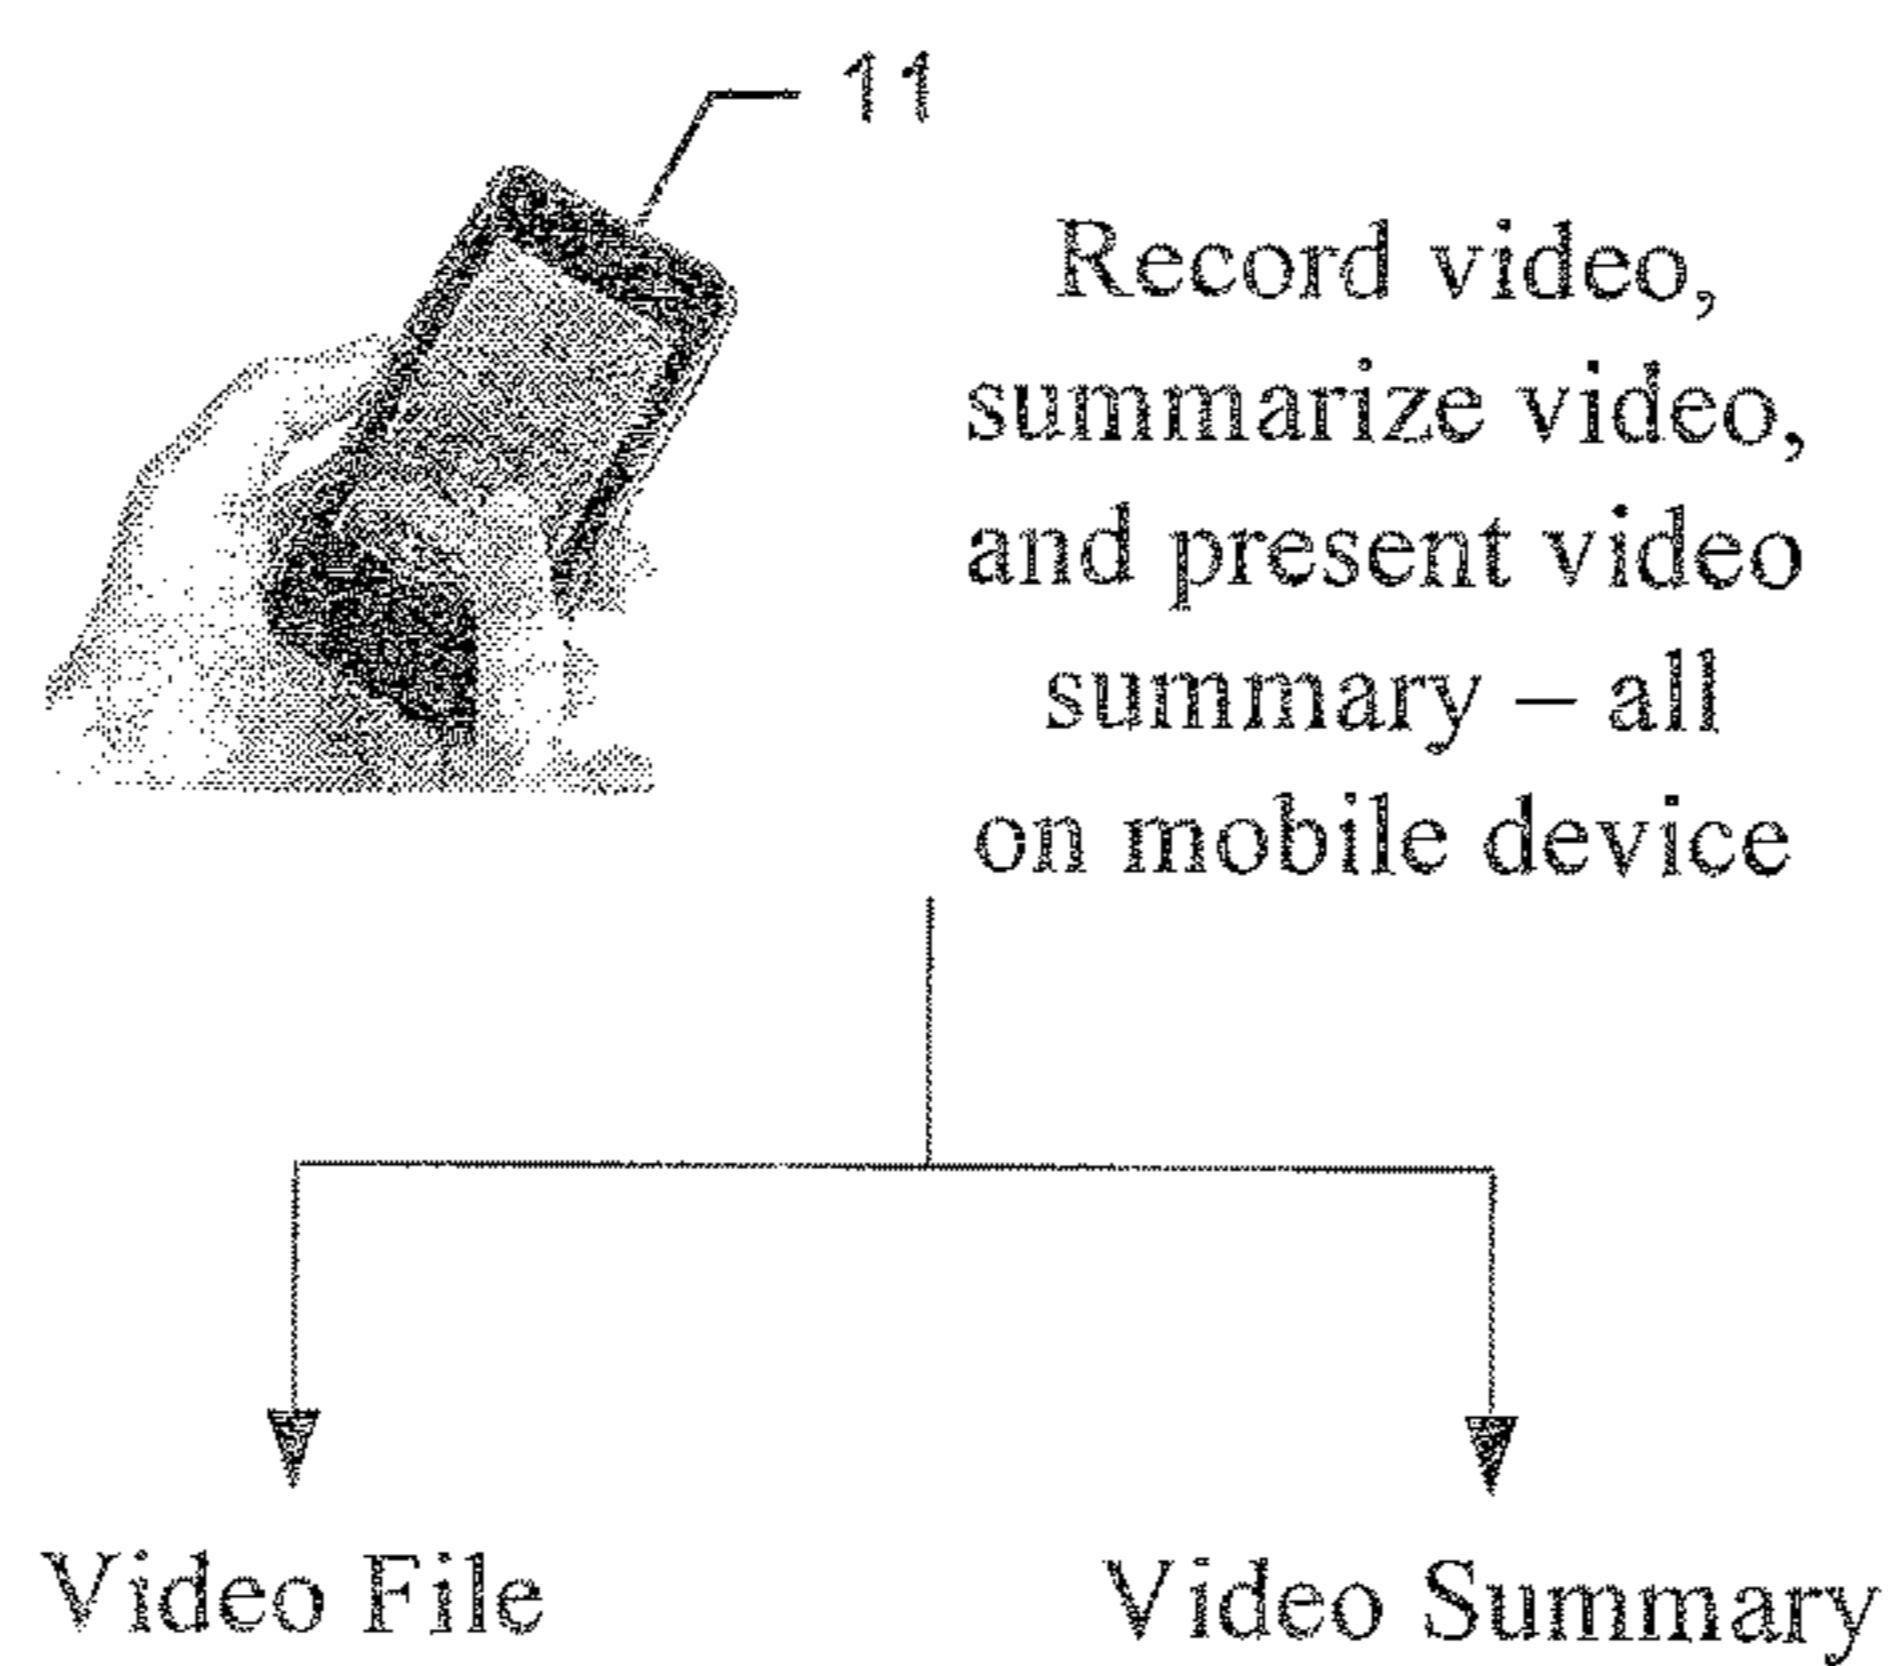 11
Record video,
summarize video,
and present video
summary – all
on mobile device
Video File
Video Summary